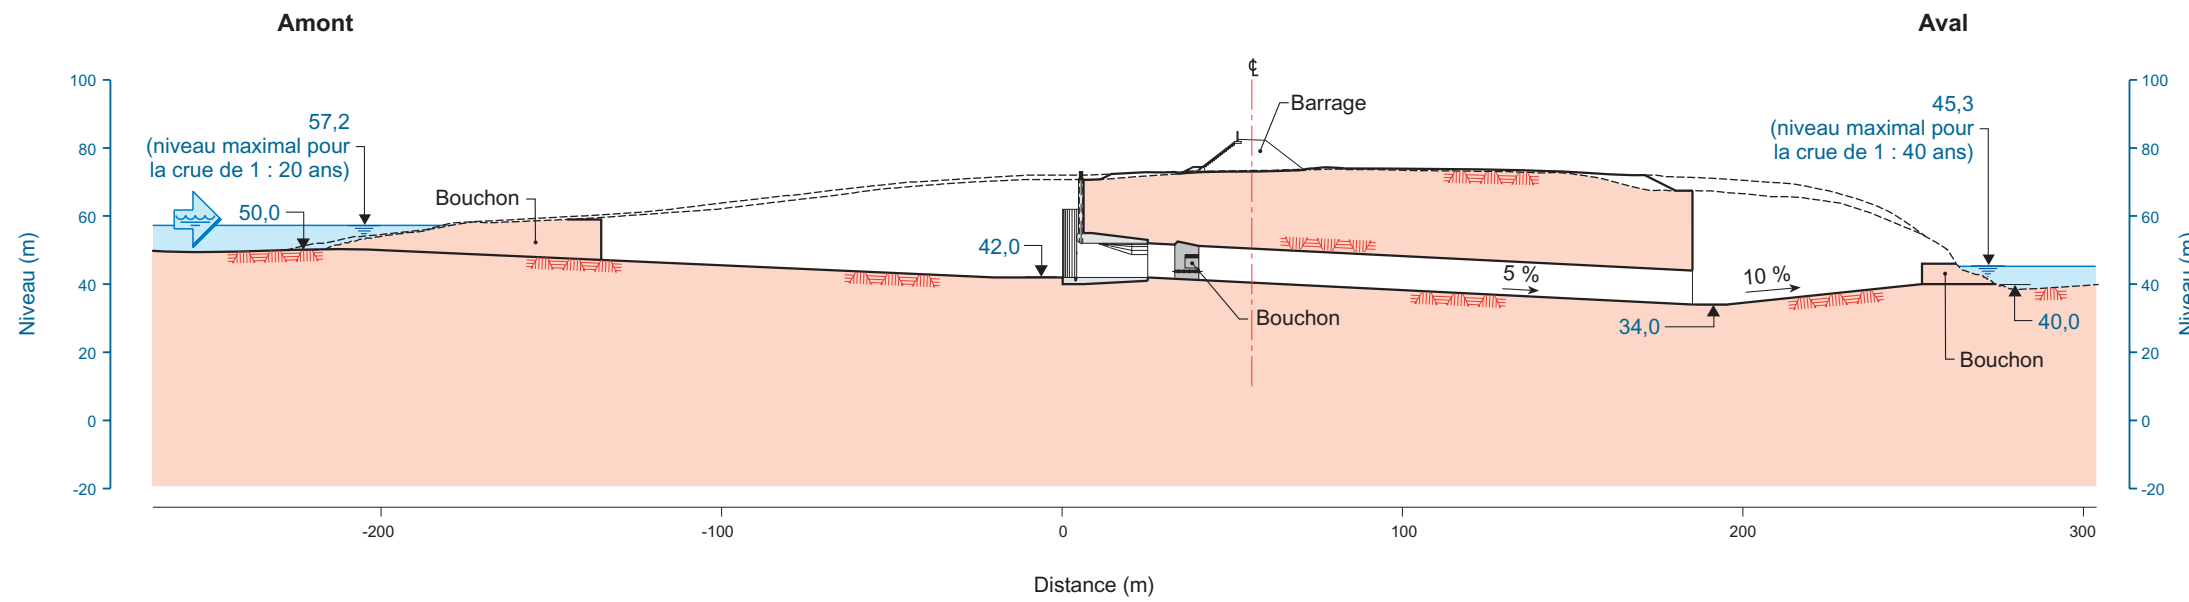 Amont
Aval
℄
100
80
60
40
20
0
-20
Niveau (m)
57,2
(niveau maximal pour
la crue de 1 : 20 ans)
50,0
Bouchon
42,0
Barrage
Bouchon
5 %
10 %
34,0
45,3
(niveau maximal pour
la crue de 1 : 40 ans)
40,0
Bouchon
100
80
60
40
20
0
-20
Niveau (m)
-200
-100
0
100
200
300
Distance (m)